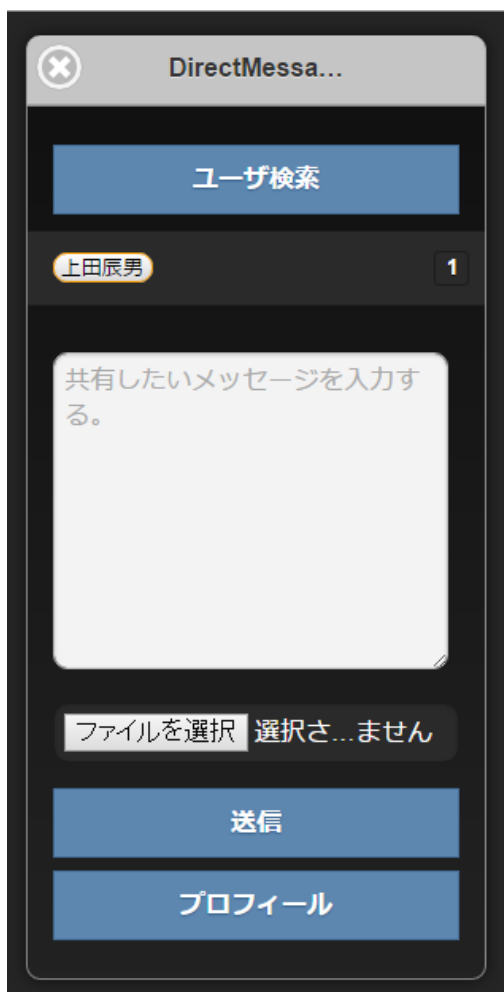 DirectMessa...
ユーザ検索
上田辰男 1
共有したいメッセージを入力す
る。
ファイルを選択 選択さ...ません
送信
プロフィール